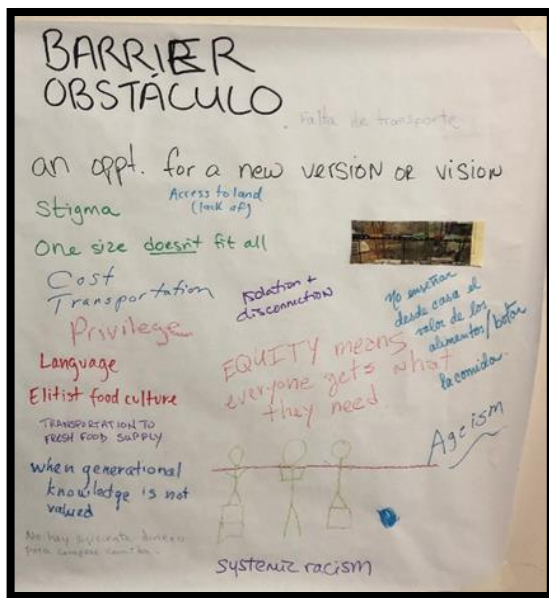 BARRIER
OBSTÁCULO
. Falta de transporte
an oppt. for a new version or vision
Stigma
Access to land
(lack of)
One size doesn't fit all
Cost
Transportation
Isolation +
disconnection
No enseñar
desde casa el
valor de los
alimentos/botar
la comida.
Privilege
Language
Elitist food culture
EQUITY means
everyone gets what
they need
TRANSPORTATION TO
FRESH FOOD SUPPLY
Ageism
when generational
knowledge is not
valued
No hay suficiente dinero
para comprar comida.
systemic racism